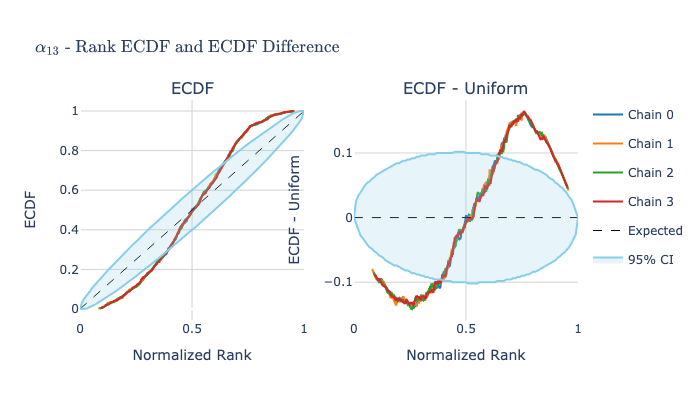 α₁₃ - Rank ECDF and ECDF Difference
ECDF
ECDF
1
0.8
0.6
0.4
0.2
0
0
0.5
1
Normalized Rank
ECDF - Uniform
ECDF - Uniform
0.1
0
−0.1
0
0.5
1
Normalized Rank
Chain 0
Chain 1
Chain 2
Chain 3
Expected
95% CI